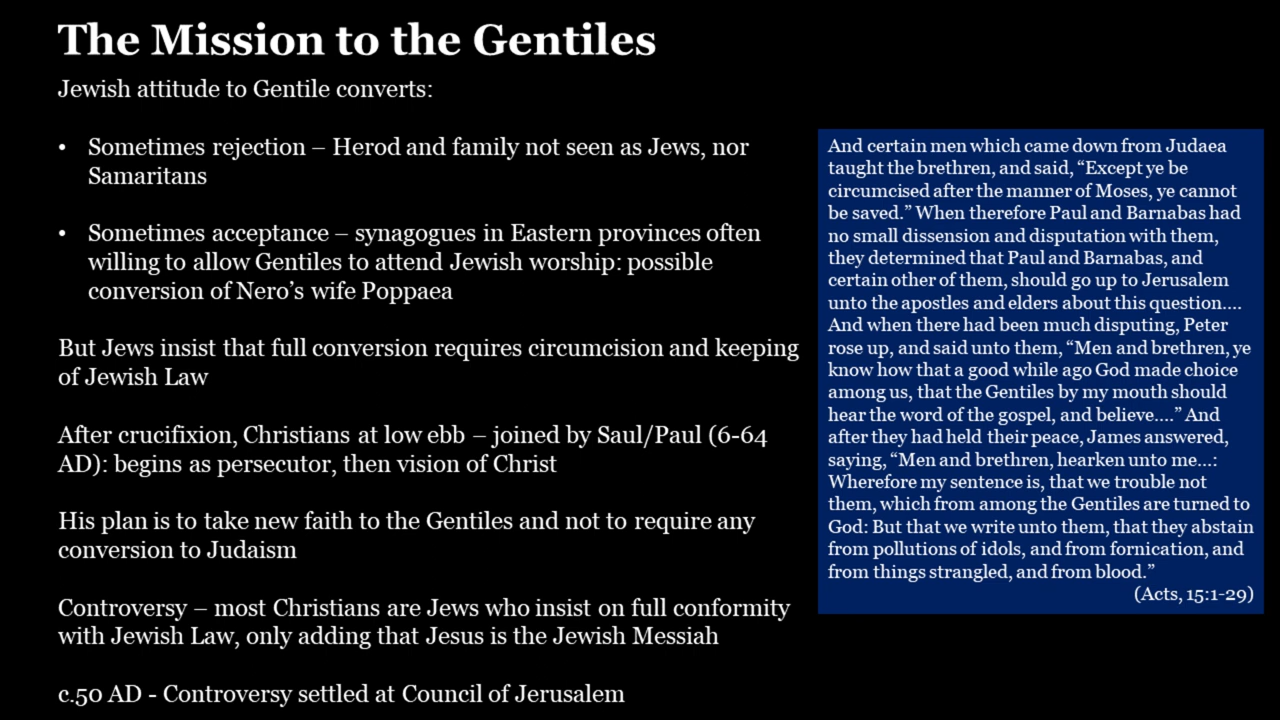 The Mission to the Gentiles
Jewish attitude to Gentile converts:
• Sometimes rejection – Herod and family not seen as Jews, nor
Samaritans
• Sometimes acceptance – synagogues in Eastern provinces often
willing to allow Gentiles to attend Jewish worship: possible
conversion of Nero’s wife Poppaea
But Jews insist that full conversion requires circumcision and keeping
of Jewish Law
After crucifixion, Christians at low ebb – joined by Saul/Paul (6-64
AD): begins as persecutor, then vision of Christ
His plan is to take new faith to the Gentiles and not to require any
conversion to Judaism
Controversy – most Christians are Jews who insist on full conformity
with Jewish Law, only adding that Jesus is the Jewish Messiah
c.50 AD - Controversy settled at Council of Jerusalem
And certain men which came down from Judaea
taught the brethren, and said, “Except ye be
circumcised after the manner of Moses, ye cannot
be saved.” When therefore Paul and Barnabas had
no small dissension and disputation with them,
they determined that Paul and Barnabas, and
certain other of them, should go up to Jerusalem
unto the apostles and elders about this question….
And when there had been much disputing, Peter
rose up, and said unto them, “Men and brethren, ye
know how that a good while ago God made choice
among us, that the Gentiles by my mouth should
hear the word of the gospel, and believe….” And
after they had held their peace, James answered,
saying, “Men and brethren, hearken unto me…:
Wherefore my sentence is, that we trouble not
them, which from among the Gentiles are turned to
God: But that we write unto them, that they abstain
from pollutions of idols, and from fornication, and
from things strangled, and from blood.”
(Acts, 15:1-29)